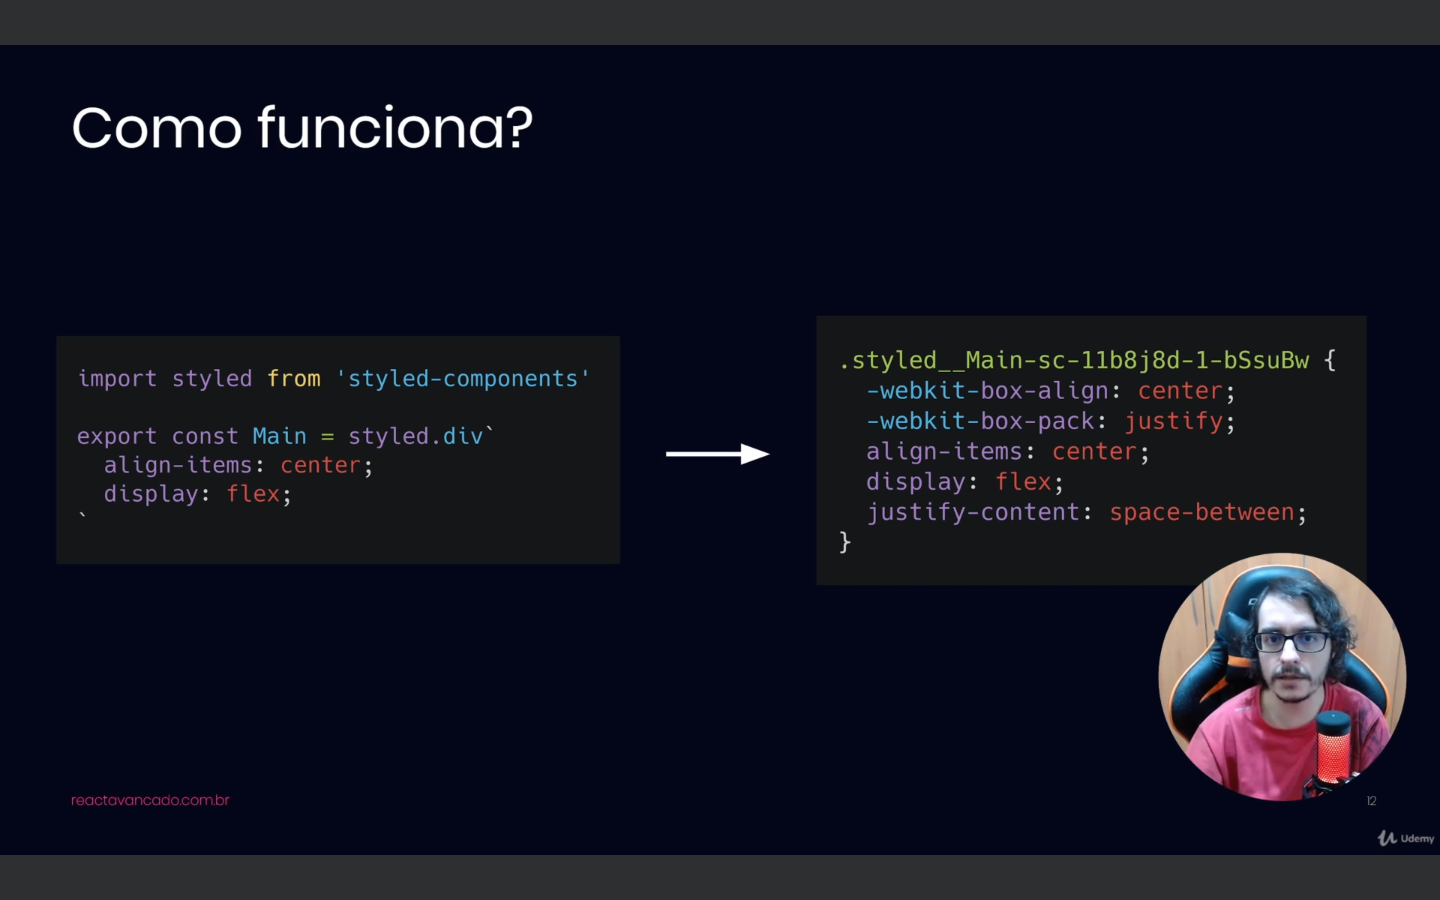 Como funciona?
import styled from 'styled-components'
export const Main = styled.div`
  align-items: center;
  display: flex;
`
.styled__Main-sc-11b8j8d-1-bSsuBw {
  -webkit-box-align: center;
  -webkit-box-pack: justify;
  align-items: center;
  display: flex;
  justify-content: space-between;
}
reactavancado.com.br
12
Udemy